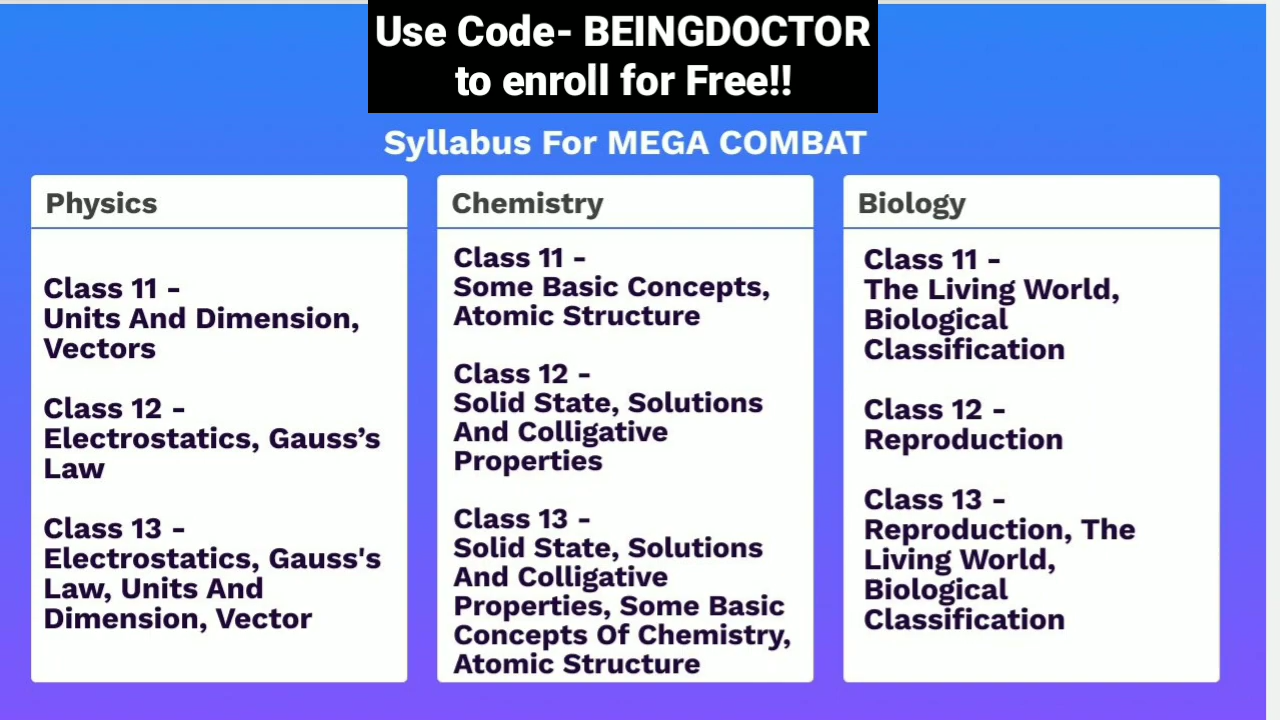 Use Code- BEINGDOCTOR
to enroll for Free!!
Syllabus For MEGA COMBAT
Physics
Class 11 -
Units And Dimension,
Vectors
Class 12 -
Electrostatics, Gauss’s
Law
Class 13 -
Electrostatics, Gauss's
Law, Units And
Dimension, Vector
Chemistry
Class 11 -
Some Basic Concepts,
Atomic Structure
Class 12 -
Solid State, Solutions
And Colligative
Properties
Class 13 -
Solid State, Solutions
And Colligative
Properties, Some Basic
Concepts Of Chemistry,
Atomic Structure
Biology
Class 11 -
The Living World,
Biological
Classification
Class 12 -
Reproduction
Class 13 -
Reproduction, The
Living World,
Biological
Classification